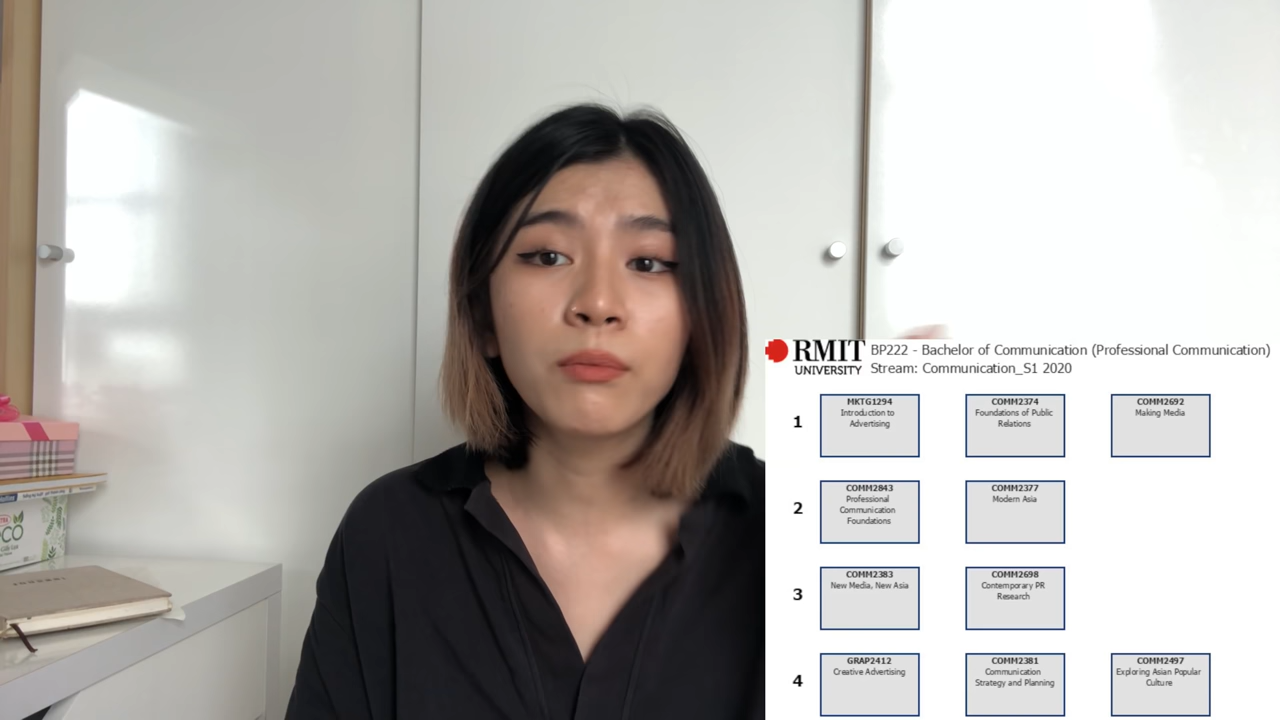 RMIT
UNIVERSITY
BP222 - Bachelor of Communication (Professional Communication)
Stream: Communication_S1 2020
1
MKTG1294
Introduction to
Advertising
COMM2374
Foundations of Public
Relations
COMM2692
Making Media
2
COMM2843
Professional
Communication
Foundations
COMM2377
Modern Asia
3
COMM2383
New Media, New Asia
COMM2698
Contemporary PR
Research
4
GRAP2412
Creative Advertising
COMM2381
Communication
Strategy and Planning
COMM2497
Exploring Asian Popular
Culture